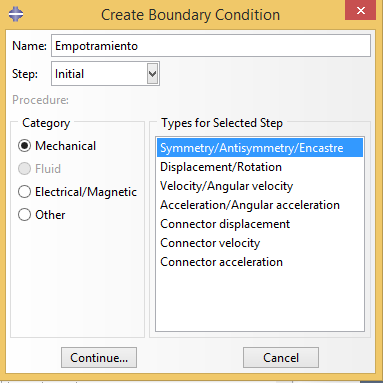 Create Boundary Condition
Name: Empotramiento
Step: Initial
Procedure:
Category
Mechanical
Fluid
Electrical/Magnetic
Other
Types for Selected Step
Symmetry/Antisymmetry/Encastre
Displacement/Rotation
Velocity/Angular velocity
Acceleration/Angular acceleration
Connector displacement
Connector velocity
Connector acceleration
Continue... Cancel